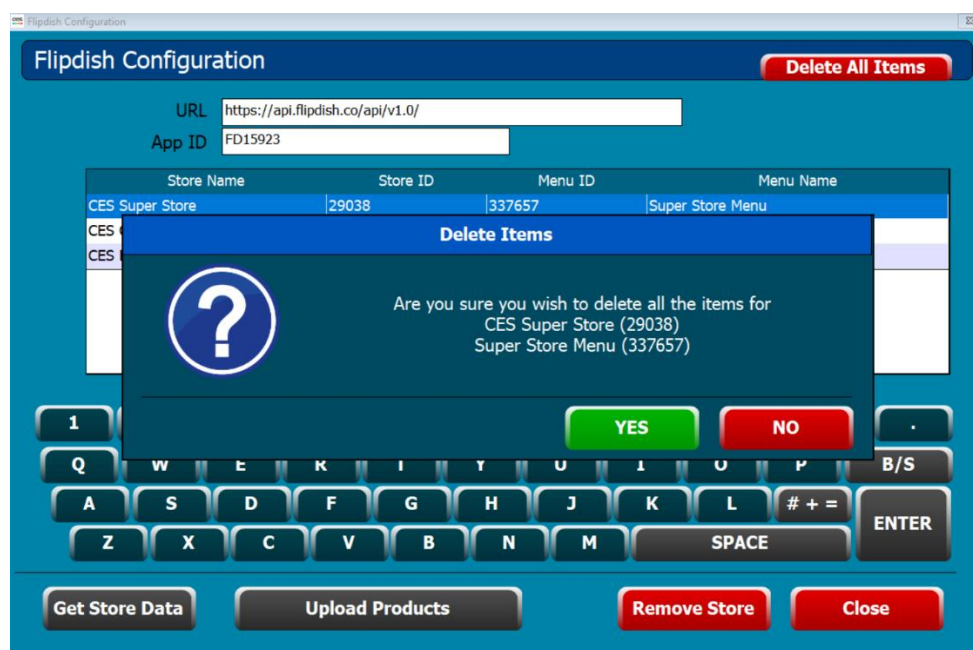 Flipdish Configuration
Flipdish Configuration
Delete All Items
URL https://api.flipdish.co/api/v1.0/
App ID FD15923
Store Name Store ID Menu ID Menu Name
CES Super Store 29038 337657 Super Store Menu
CES
CES
Delete Items
Are you sure you wish to delete all the items for
CES Super Store (29038)
Super Store Menu (337657)
YES NO
1 .
Q W E R T Y U I O P B/S
A S D F G H J K L # + =
ENTER
Z X C V B N M SPACE
Get Store Data Upload Products Remove Store Close